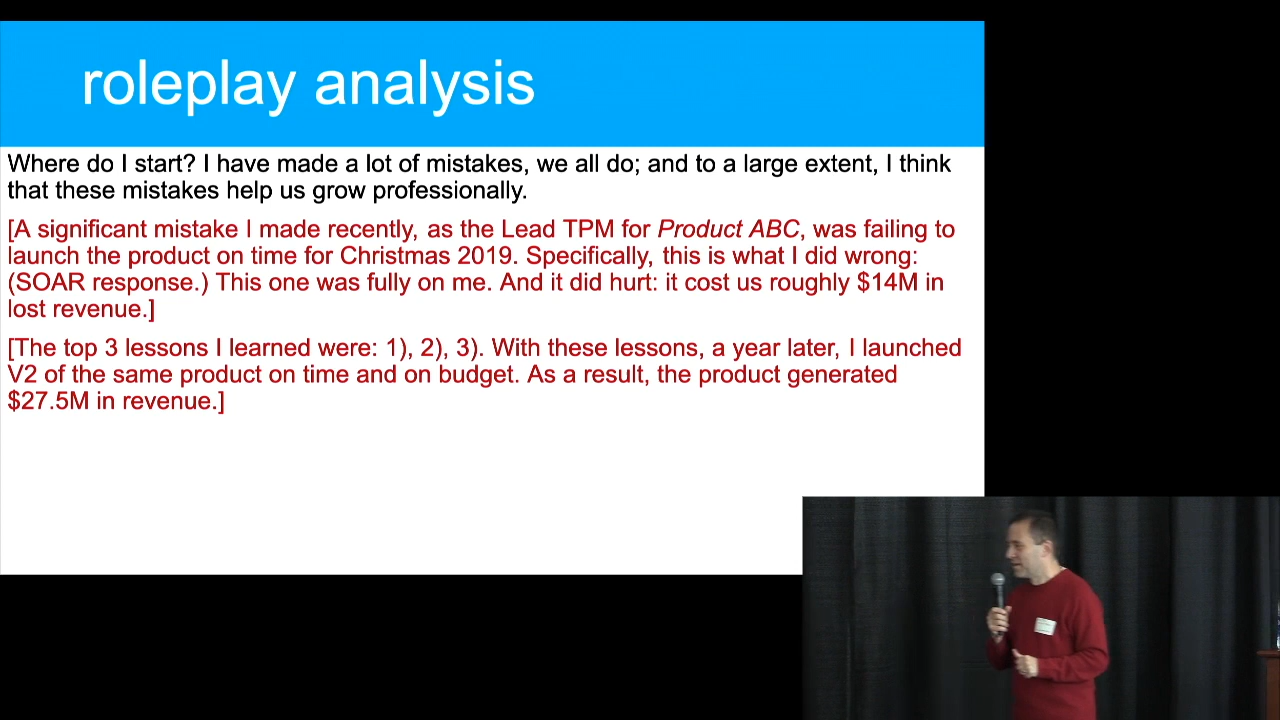 roleplay analysis
Where do I start? I have made a lot of mistakes, we all do; and to a large extent, I think
that these mistakes help us grow professionally.
[A significant mistake I made recently, as the Lead TPM for Product ABC, was failing to
launch the product on time for Christmas 2019. Specifically, this is what I did wrong:
(SOAR response.) This one was fully on me. And it did hurt: it cost us roughly $14M in
lost revenue.]
[The top 3 lessons I learned were: 1), 2), 3). With these lessons, a year later, I launched
V2 of the same product on time and on budget. As a result, the product generated
$27.5M in revenue.]